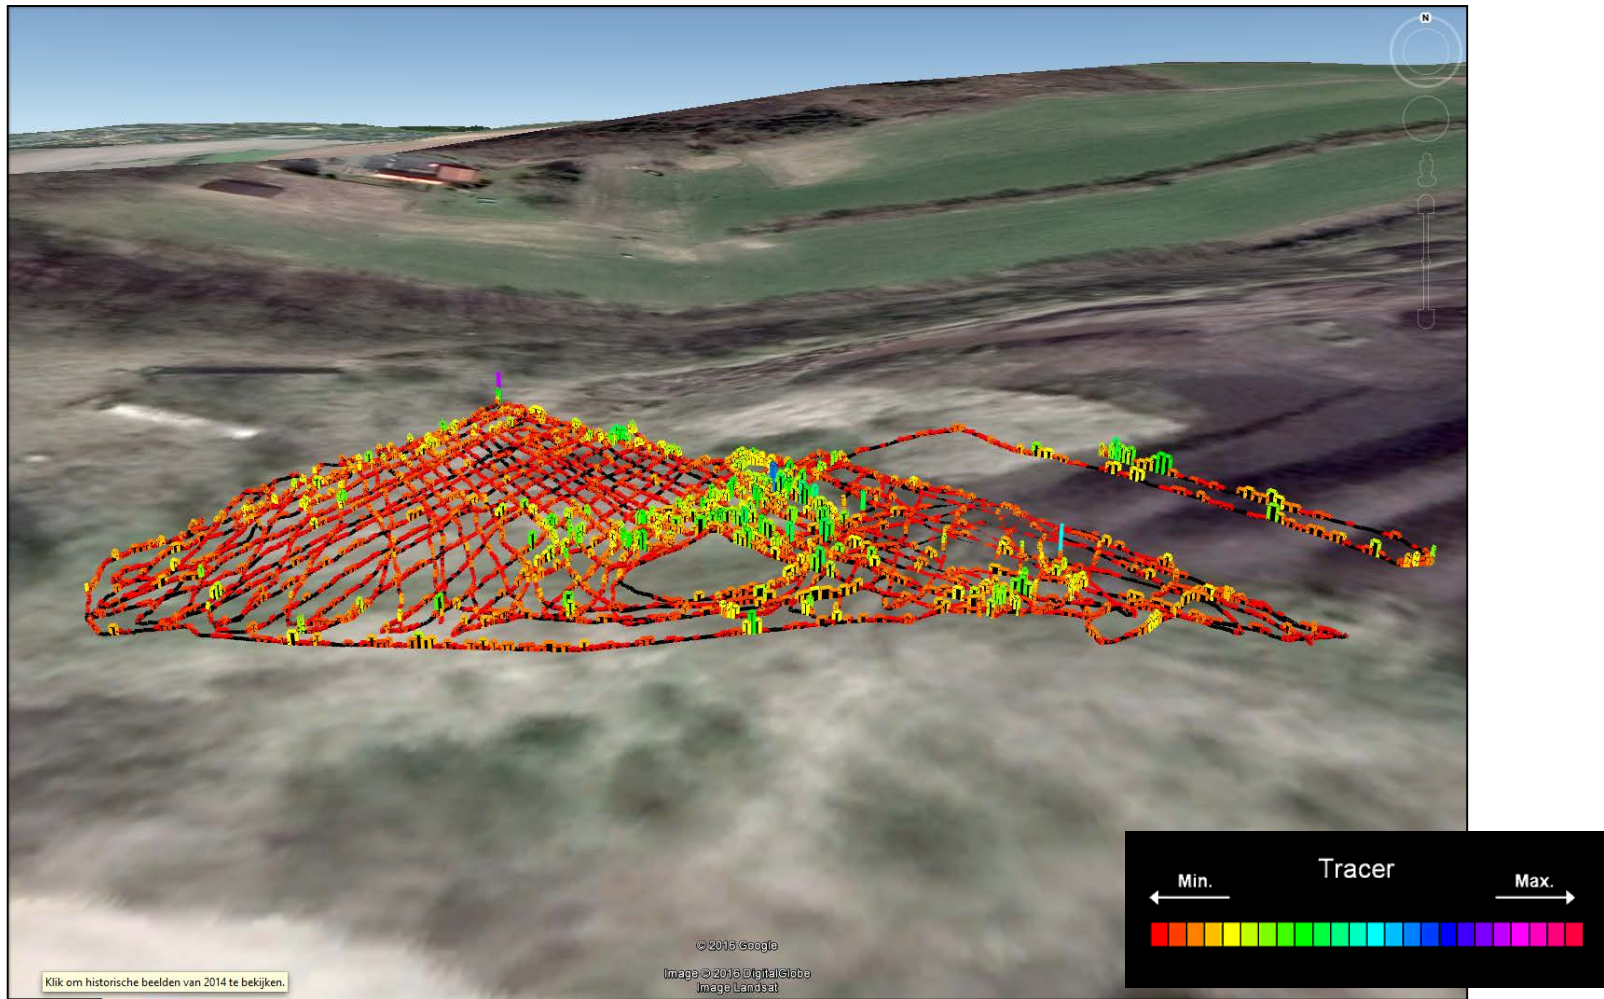 N
Tracer
Min.
Max.
© 2016 Google
Image © 2016 DigitalGlobe
Image Landsat
Klik om historische beelden van 2014 te bekijken.